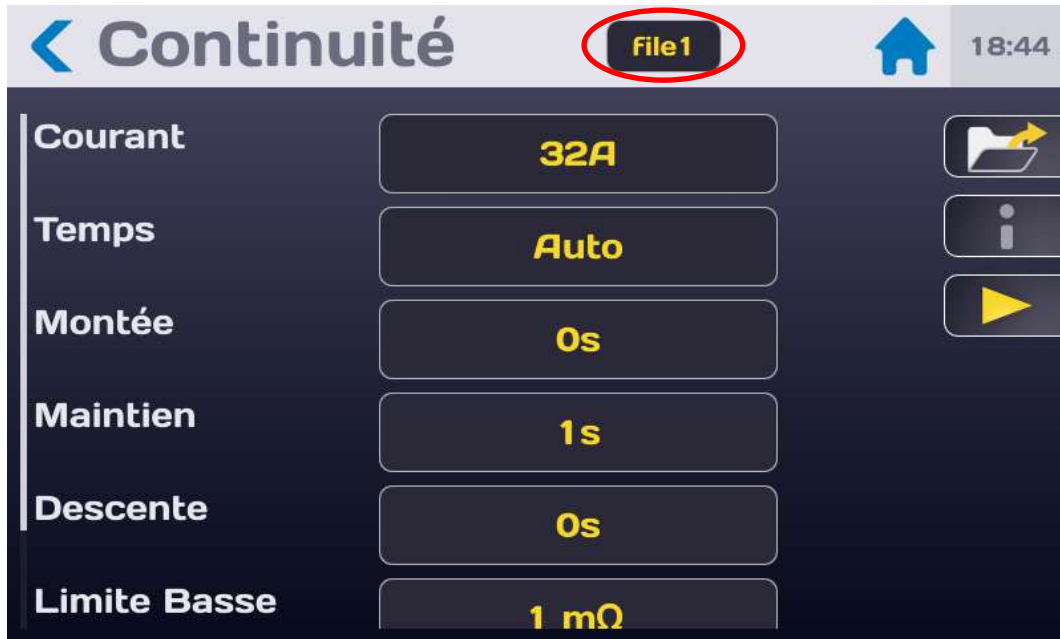 Continuité
File1
18:44
Courant
32A
Temps
Auto
Montée
0s
Maintien
1s
Descente
0s
Limite Basse
1 mΩ